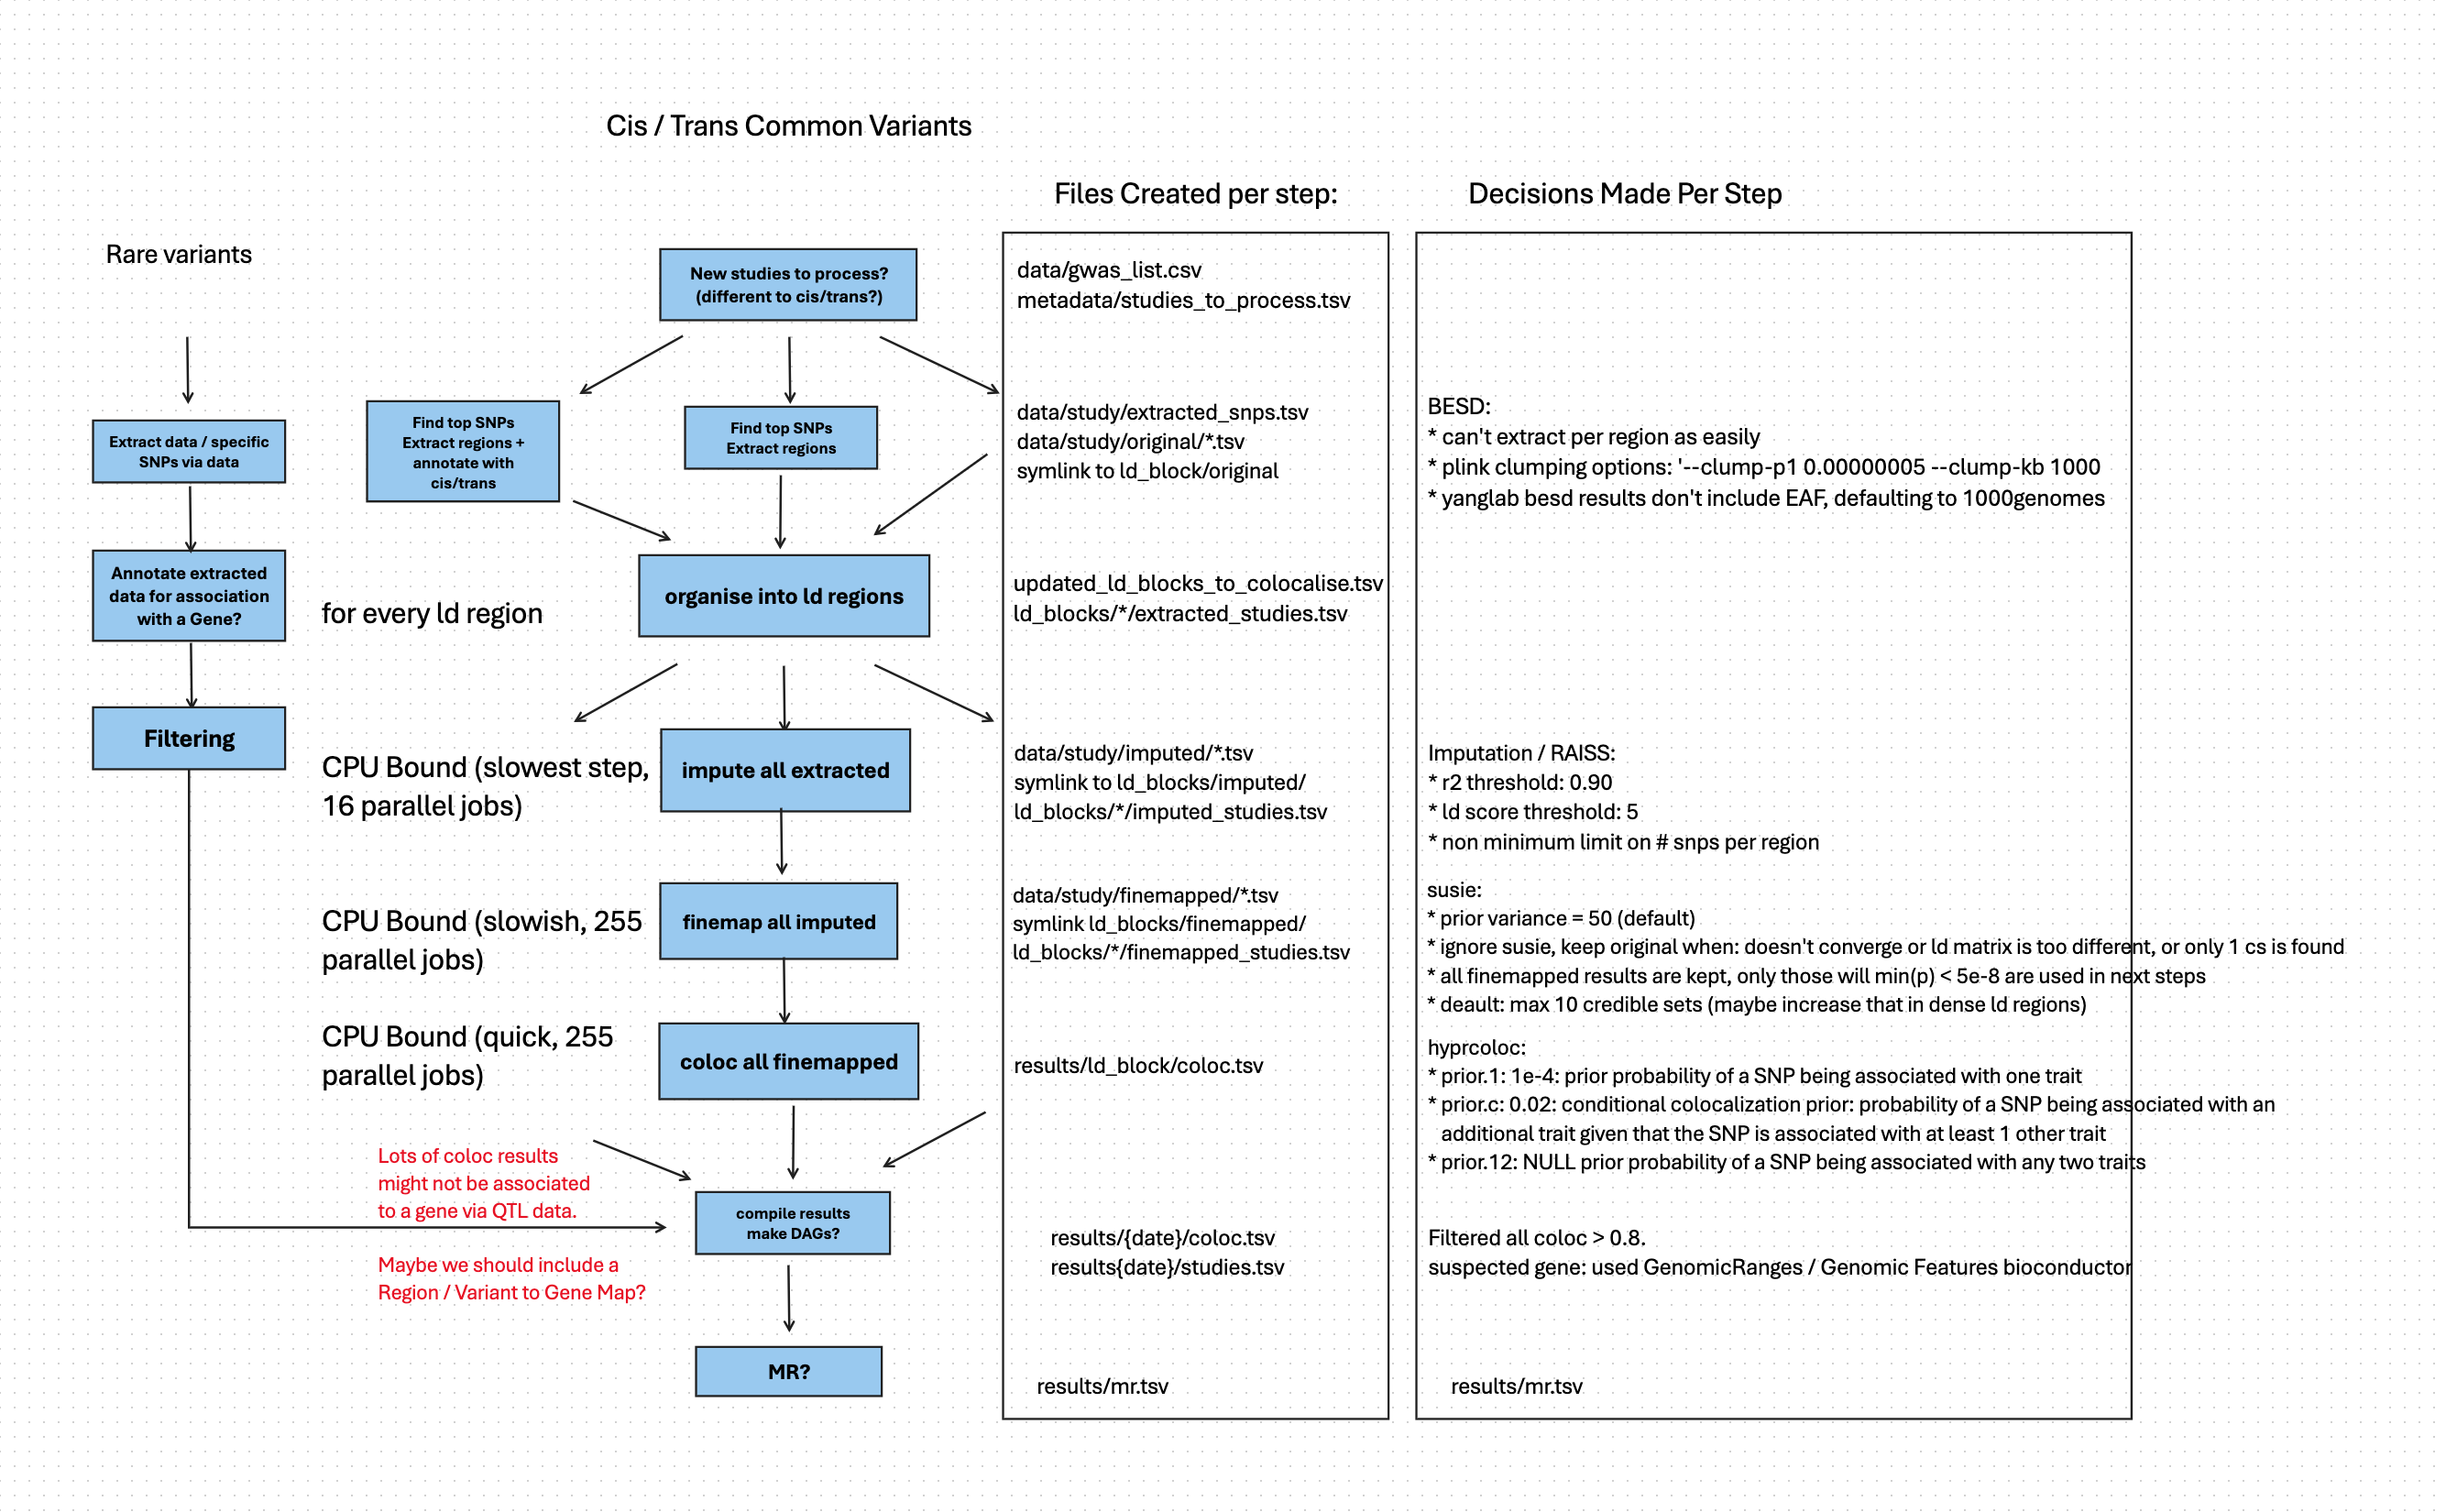 Cis / Trans Common Variants
Files Created per step:
Decisions Made Per Step
Rare variants
Extract data / specific
SNPs via data
Annotate extracted
data for association
with a Gene?
Filtering
New studies to process?
(different to cis/trans?)
Find top SNPs
Extract regions +
annotate with
cis/trans
Find top SNPs
Extract regions
for every ld region
organise into ld regions
CPU Bound (slowest step,
16 parallel jobs)
impute all extracted
CPU Bound (slowish, 255
parallel jobs)
finemap all imputed
CPU Bound (quick, 255
parallel jobs)
coloc all finemapped
Lots of coloc results
might not be associated
to a gene via QTL data.
Maybe we should include a
Region / Variant to Gene Map?
compile results
make DAGs?
MR?
data/gwas_list.csv
metadata/studies_to_process.tsv
data/study/extracted_snps.tsv
data/study/original/*.tsv
symlink to ld_block/original
updated_ld_blocks_to_colocalise.tsv
ld_blocks/*/extracted_studies.tsv
data/study/imputed/*.tsv
symlink to ld_blocks/imputed/
ld_blocks/*/imputed_studies.tsv
data/study/finemapped/*.tsv
symlink ld_blocks/finemapped/
ld_blocks/*/finemapped_studies.tsv
results/ld_block/coloc.tsv
results/{date}/coloc.tsv
results{date}/studies.tsv
results/mr.tsv
BESD:
* can't extract per region as easily
* plink clumping options: '--clump-p1 0.00000005 --clump-kb 1000
* yanglab besd results don't include EAF, defaulting to 1000genomes
Imputation / RAISS:
* r2 threshold: 0.90
* ld score threshold: 5
* non minimum limit on # snps per region
susie:
* prior variance = 50 (default)
* ignore susie, keep original when: doesn't converge or ld matrix is too different, or only 1 cs is found
* all finemapped results are kept, only those will min(p) < 5e-8 are used in next steps
* deault: max 10 credible sets (maybe increase that in dense ld regions)
hyprcoloc:
* prior.1: 1e-4: prior probability of a SNP being associated with one trait
* prior.c: 0.02: conditional colocalization prior: probability of a SNP being associated with an
additional trait given that the SNP is associated with at least 1 other trait
* prior.12: NULL prior probability of a SNP being associated with any two traits
Filtered all coloc > 0.8.
suspected gene: used GenomicRanges / Genomic Features bioconductor
results/mr.tsv